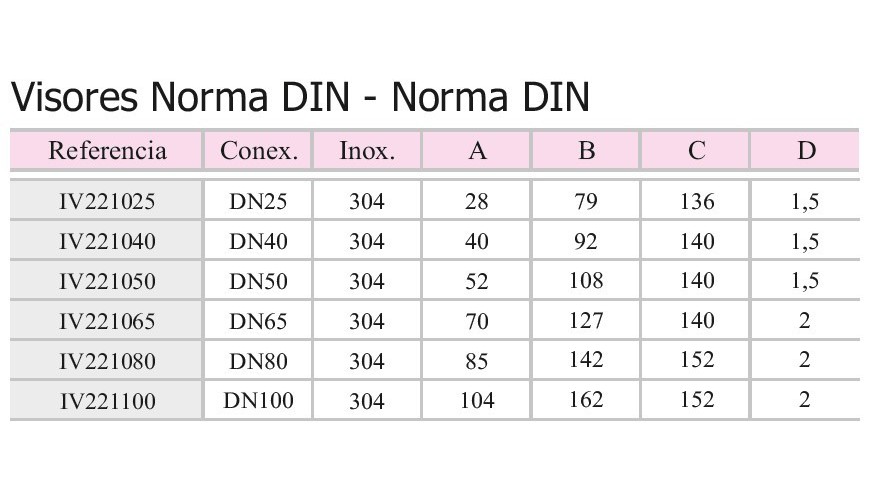 Visores Norma DIN - Norma DIN
Referencia Conex. Inox. A B C D
IV221025 DN25 304 28 79 136 1,5
IV221040 DN40 304 40 92 140 1,5
IV221050 DN50 304 52 108 140 1,5
IV221065 DN65 304 70 127 140 2
IV221080 DN80 304 85 142 152 2
IV221100 DN100 304 104 162 152 2